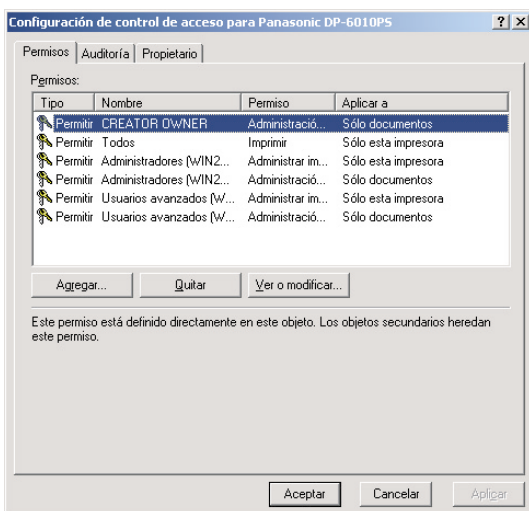 Configuración de control de acceso para Panasonic DP-6010PS
Permisos Auditoría Propietario
Permisos:
Tipo Nombre Permiso Aplicar a
Permitir CREATOR OWNER Administració... Sólo documentos
Permitir Todos Imprimir Sólo esta impresora
Permitir Administradores (WIN2... Administrar im... Sólo esta impresora
Permitir Administradores (WIN2... Administració... Sólo documentos
Permitir Usuarios avanzados (W... Administrar im... Sólo esta impresora
Permitir Usuarios avanzados (W... Administració... Sólo documentos
Agregar... Quitar Ver o modificar...
Este permiso está definido directamente en este objeto. Los objetos secundarios heredan
este permiso.
Aceptar Cancelar Aplicar